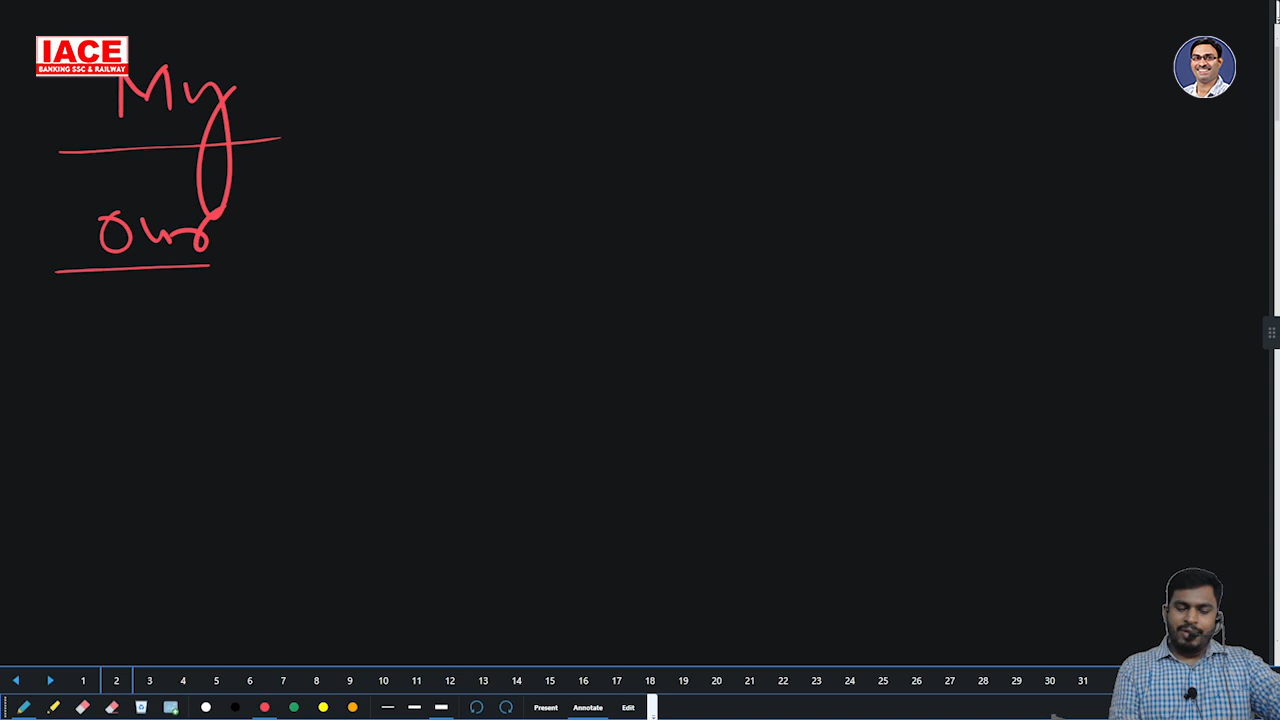 IACE
BANKING SSC & RAILWAY
My
our
1 2 3 4 5 6 7 8 9 10 11 12 13 14 15 16 17 18 19 20 21 22 23 24 25 26 27 28 29 30 31
Present Annotate Edit